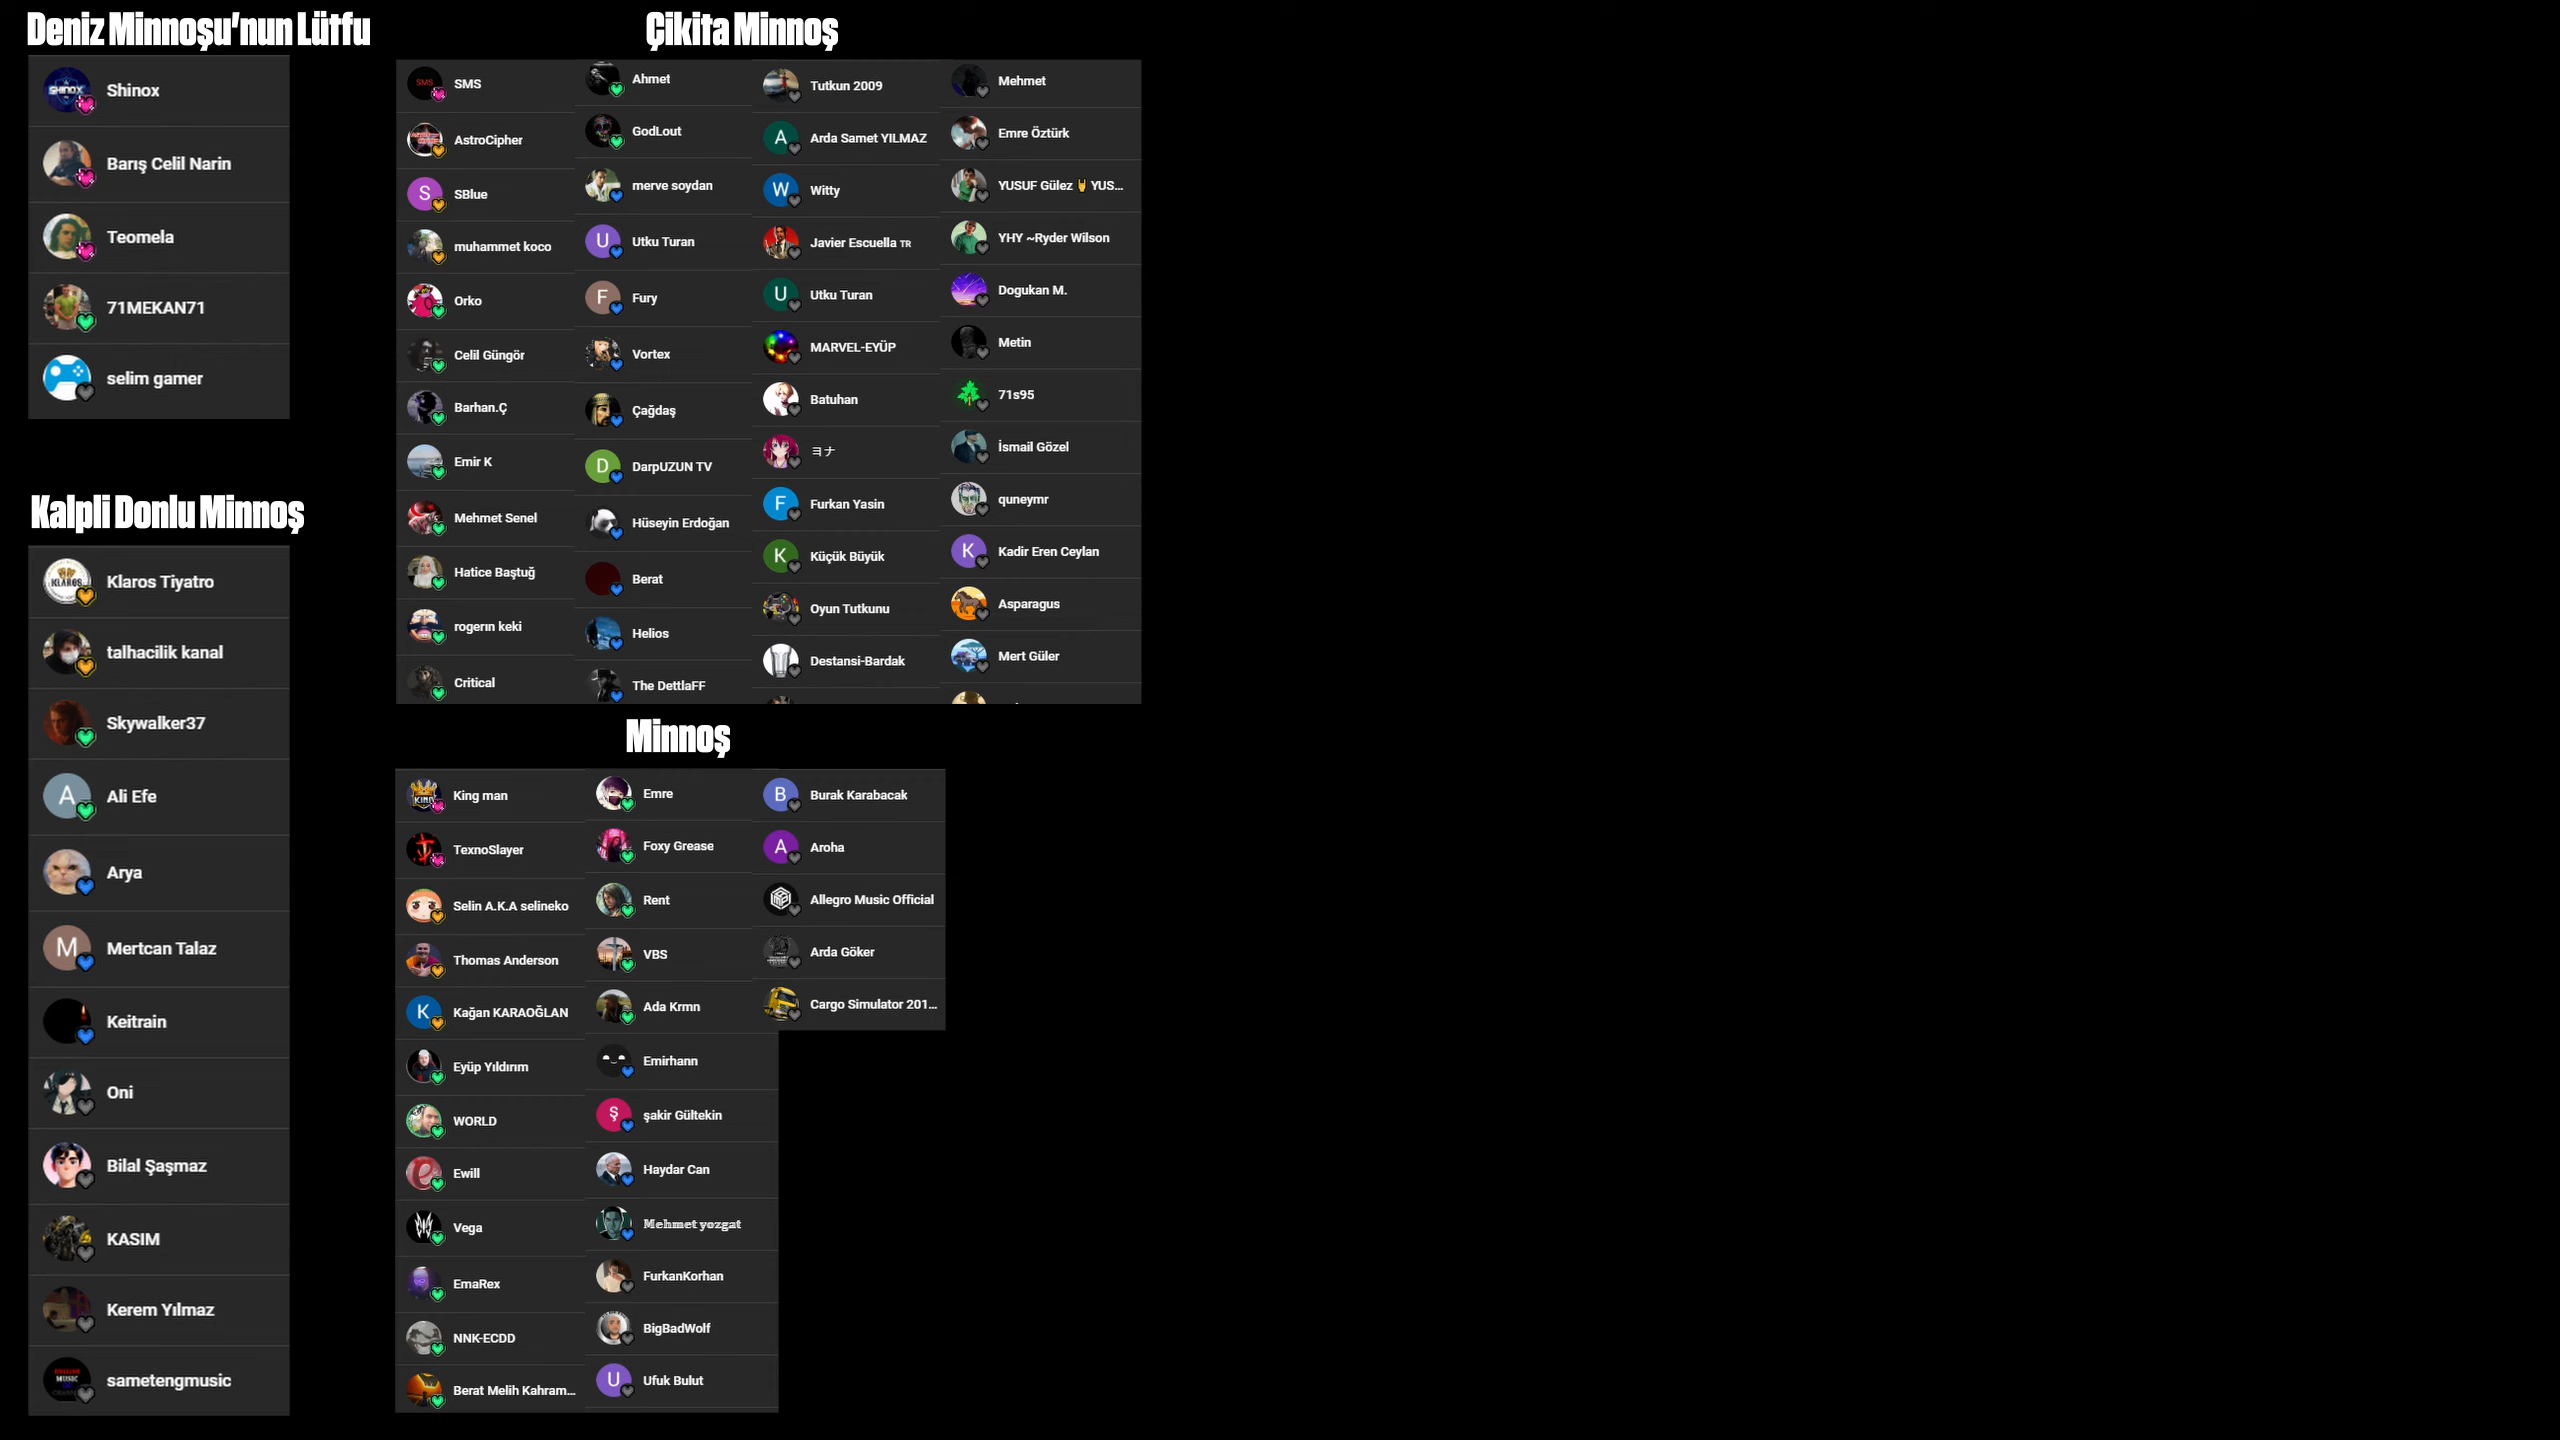 Deniz Minnoşu'nun Lütfu
Shinox
Barış Celil Narin
Teomela
71MEKAN71
selim gamer
Kalpli Donlu Minnoş
Klaros Tiyatro
talhacilik kanal
Skywalker37
Ali Efe
Arya
Mertcan Talaz
Keitrain
Oni
Bilal Şaşmaz
KASIM
Kerem Yılmaz
sametengmusic
Çikita Minnoş
SMS
AstroCipher
SBlue
muhammet koco
Orko
Celil Güngör
Barhan.Ç
Emir K
Mehmet Senel
Hatice Baştuğ
rogerın keki
Critical
Ahmet
GodLout
merve soydan
Utku Turan
Fury
Vortex
Çağdaş
DarpUZUN TV
Hüseyin Erdoğan
Berat
Helios
The DettlaFF
Tutkun 2009
Arda Samet YILMAZ
Witty
Javier Escuella TR
Utku Turan
MARVEL-EYÜP
Batuhan
ヨナ
Furkan Yasin
Küçük Büyük
Oyun Tutkunu
Destansi-Bardak
Mehmet
Emre Öztürk
YUSUF Gülez 🤘 YUS...
YHY ~Ryder Wilson
Dogukan M.
Metin
71s95
İsmail Gözel
quneymr
Kadir Eren Ceylan
Asparagus
Mert Güler
Minnoş
King man
TexnoSlayer
Selin A.K.A selineko
Thomas Anderson
Kağan KARAOĞLAN
Eyüp Yıldırım
WORLD
Ewill
Vega
EmaRex
NNK-ECDD
Berat Melih Kahram...
Emre
Foxy Grease
Rent
VBS
Ada Krmn
Emirhann
şakir Gültekin
Haydar Can
𝕄𝕖𝕙𝕞𝕖𝕥 𝕪𝕠𝕫𝕘𝕒𝕥
FurkanKorhan
BigBadWolf
Ufuk Bulut
Burak Karabacak
Aroha
Allegro Music Official
Arda Göker
Cargo Simulator 201...